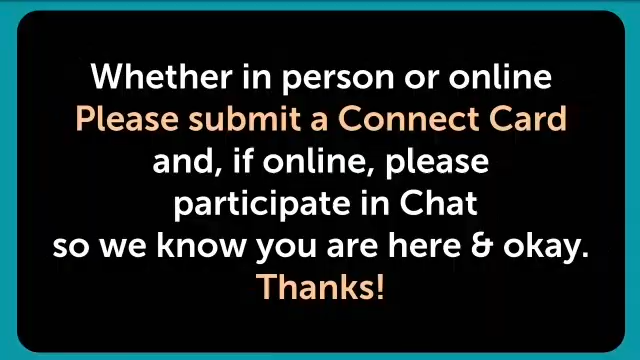 Whether in person or online
Please submit a Connect Card
and, if online, please
participate in Chat
so we know you are here & okay.
Thanks!